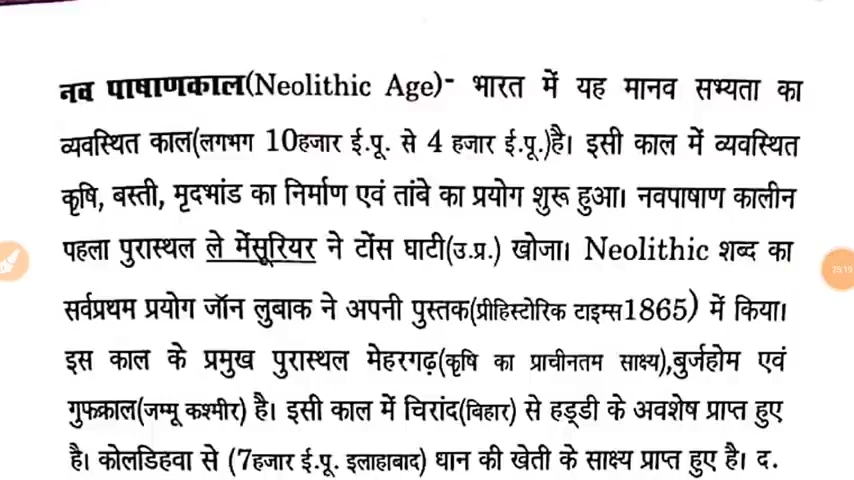 नव पाषाणकाल(Neolithic Age)- भारत में यह मानव सभ्यता का
व्यवस्थित काल(लगभग 10हजार ई.पू. से 4 हजार ई.पू.)है। इसी काल में व्यवस्थित
कृषि, बस्ती, मृदभांड का निर्माण एवं तांबे का प्रयोग शुरू हुआ। नवपाषाण कालीन
पहला पुरास्थल ले मेंसूरियर ने टोंस घाटी(उ.प्र.) खोजा। Neolithic शब्द का
सर्वप्रथम प्रयोग जॉन लुबाक ने अपनी पुस्तक(प्रीहिस्टोरिक टाइम्स1865) में किया।
इस काल के प्रमुख पुरास्थल मेहरगढ़(कृषि का प्राचीनतम साक्ष्य),बुर्जहोम एवं
गुफक्राल(जम्मू कश्मीर) है। इसी काल में चिरांद(बिहार) से हड्डी के अवशेष प्राप्त हुए
है। कोलडिहवा से (7हजार ई.पू. इलाहाबाद) धान की खेती के साक्ष्य प्राप्त हुए है। द.
29:15